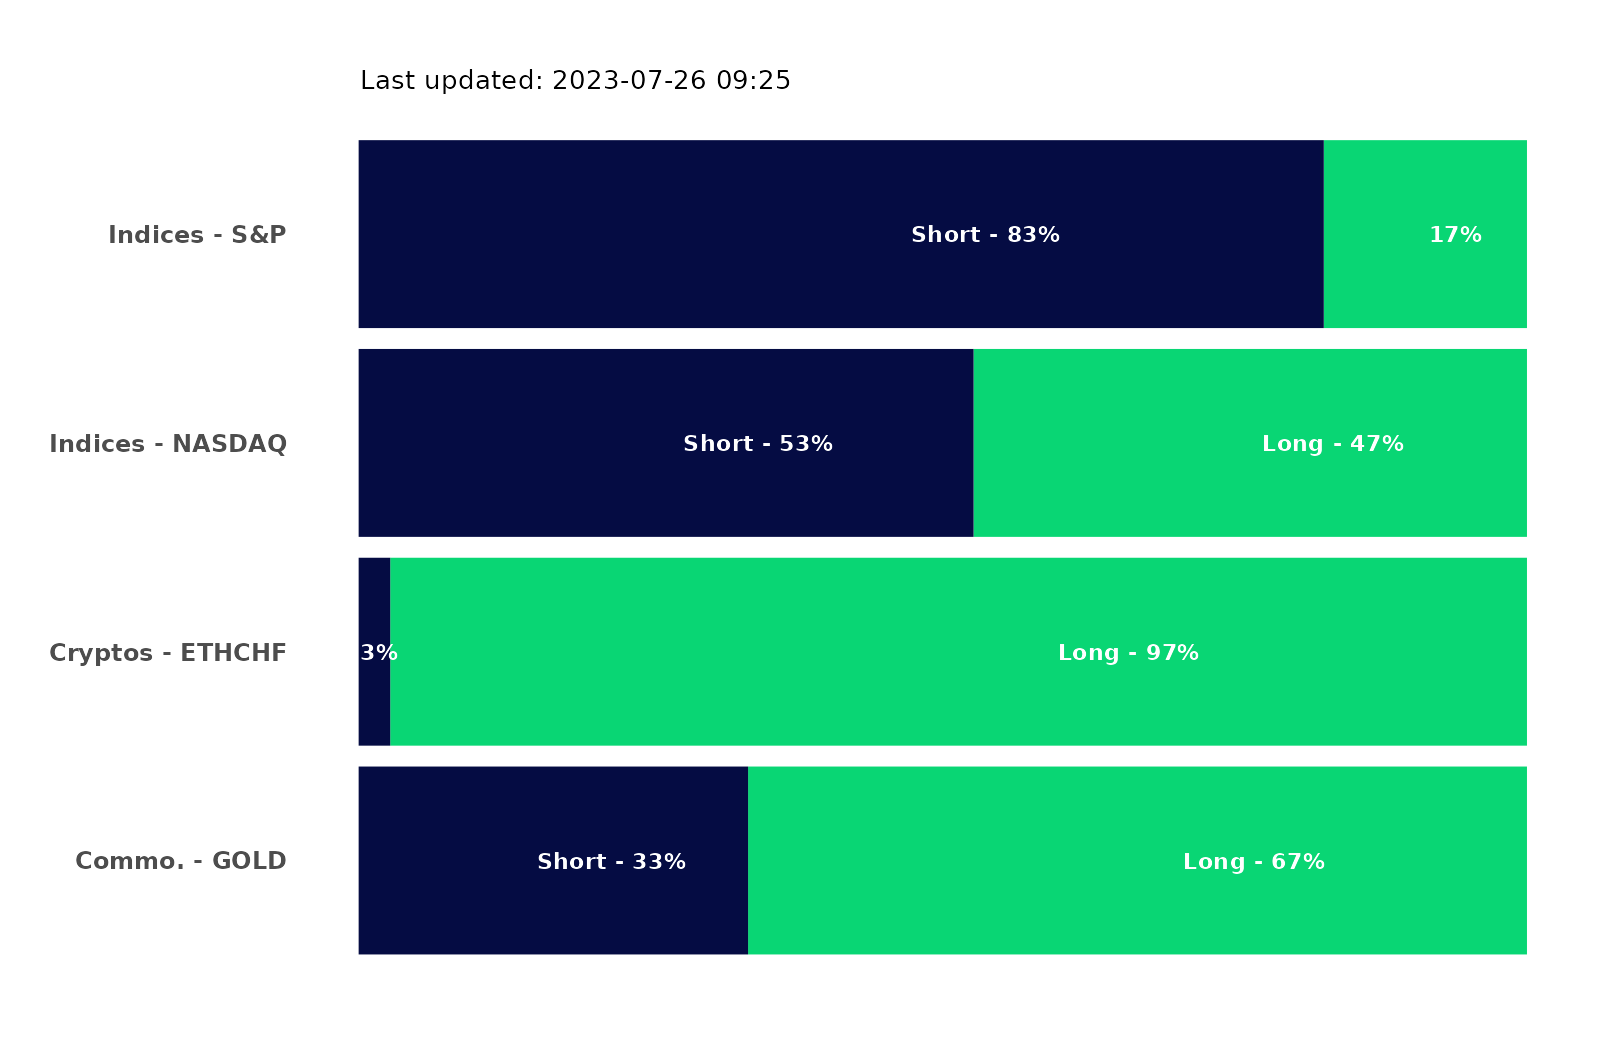 Last updated: 2023-07-26 09:25
Indices - S&P Short - 83% 17%
Indices - NASDAQ Short - 53% Long - 47%
Cryptos - ETHCHF 3% Long - 97%
Commo. - GOLD Short - 33% Long - 67%